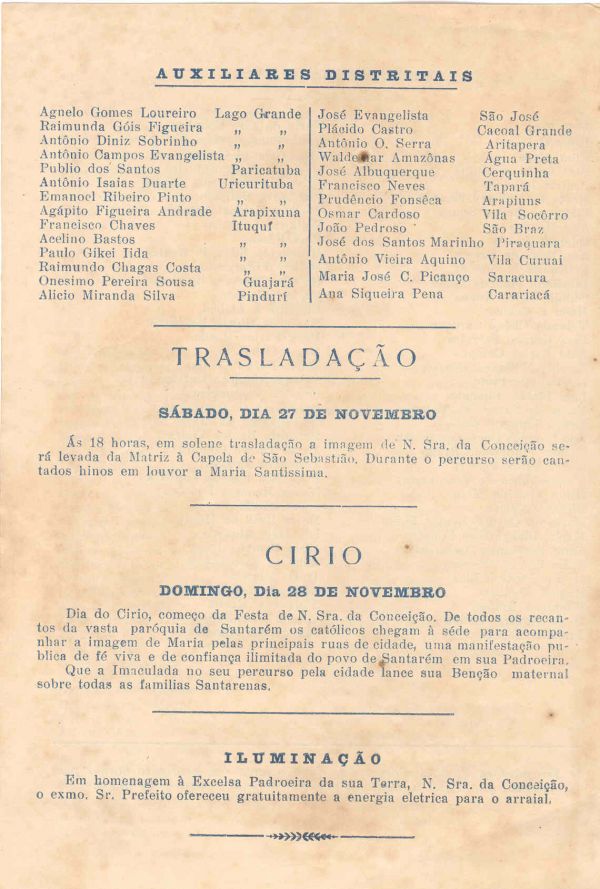 AUXILIARES DISTRITAIS
Agnelo Gomes Loureiro Lago Grande
Raimunda Góis Figueira „ „
Antônio Diniz Sobrinho „ „
Antônio Campos Evangelista „ „
Publio dos Santos Paricatuba
Antônio Isaias Duarte Uricurituba
Emanoel Ribeiro Pinto „ „
Agápito Figueira Andrade Arapixuna
Francisco Chaves Ituquí
Acelino Bastos „ „
Paulo Gikei Iida „ „
Raimundo Chagas Costa „ „
Onesimo Pereira Sousa Guajará
Alicio Miranda Silva Pindurí
José Evangelista São José
Plácido Castro Cacoal Grande
Antônio O. Serra Aritapera
Waldemar Amazônas Água Preta
José Albuquerque Cerquinha
Francisco Neves Tapará
Prudêncio Fonsêca Arapiuns
Osmar Cardoso Vila Socôrro
João Pedroso São Braz
José dos Santos Marinho Piraquara
Antônio Vieira Aquino Vila Curuai
Maria José C. Picanço Saracura
Ana Siqueira Pena Carariacá
TRASLADAÇÃO
SÁBADO, DIA 27 DE NOVEMBRO
Ás 18 horas, em solene trasladação a imagem de N. Sra. da Conceição se-
rá levada da Matriz à Capela de São Sebastião. Durante o percurso serão can-
tados hinos em louvor a Maria Santissima.
CIRIO
DOMINGO, Dia 28 DE NOVEMBRO
Dia do Cirio, começo da Festa de N. Sra. da Conceição. De todos os recan-
tos da vasta paróquia de Santarém os católicos chegam à séde para acompa-
nhar a imagem de Maria pelas principais ruas de cidade, uma manifestação pu-
blica de fé viva e de confiança ilimitada do povo de Santarém em sua Padroeira.
Que a Imaculada no seu percurso pela cidade lance sua Benção maternal
sobre todas as familias Santarenas.
ILUMINAÇÃO
Em homenagem à Excelsa Padroeira da sua Terra, N. Sra. da Conceição,
o exmo. Sr. Prefeito ofereceu gratuitamente a energia eletrica para o arraial.